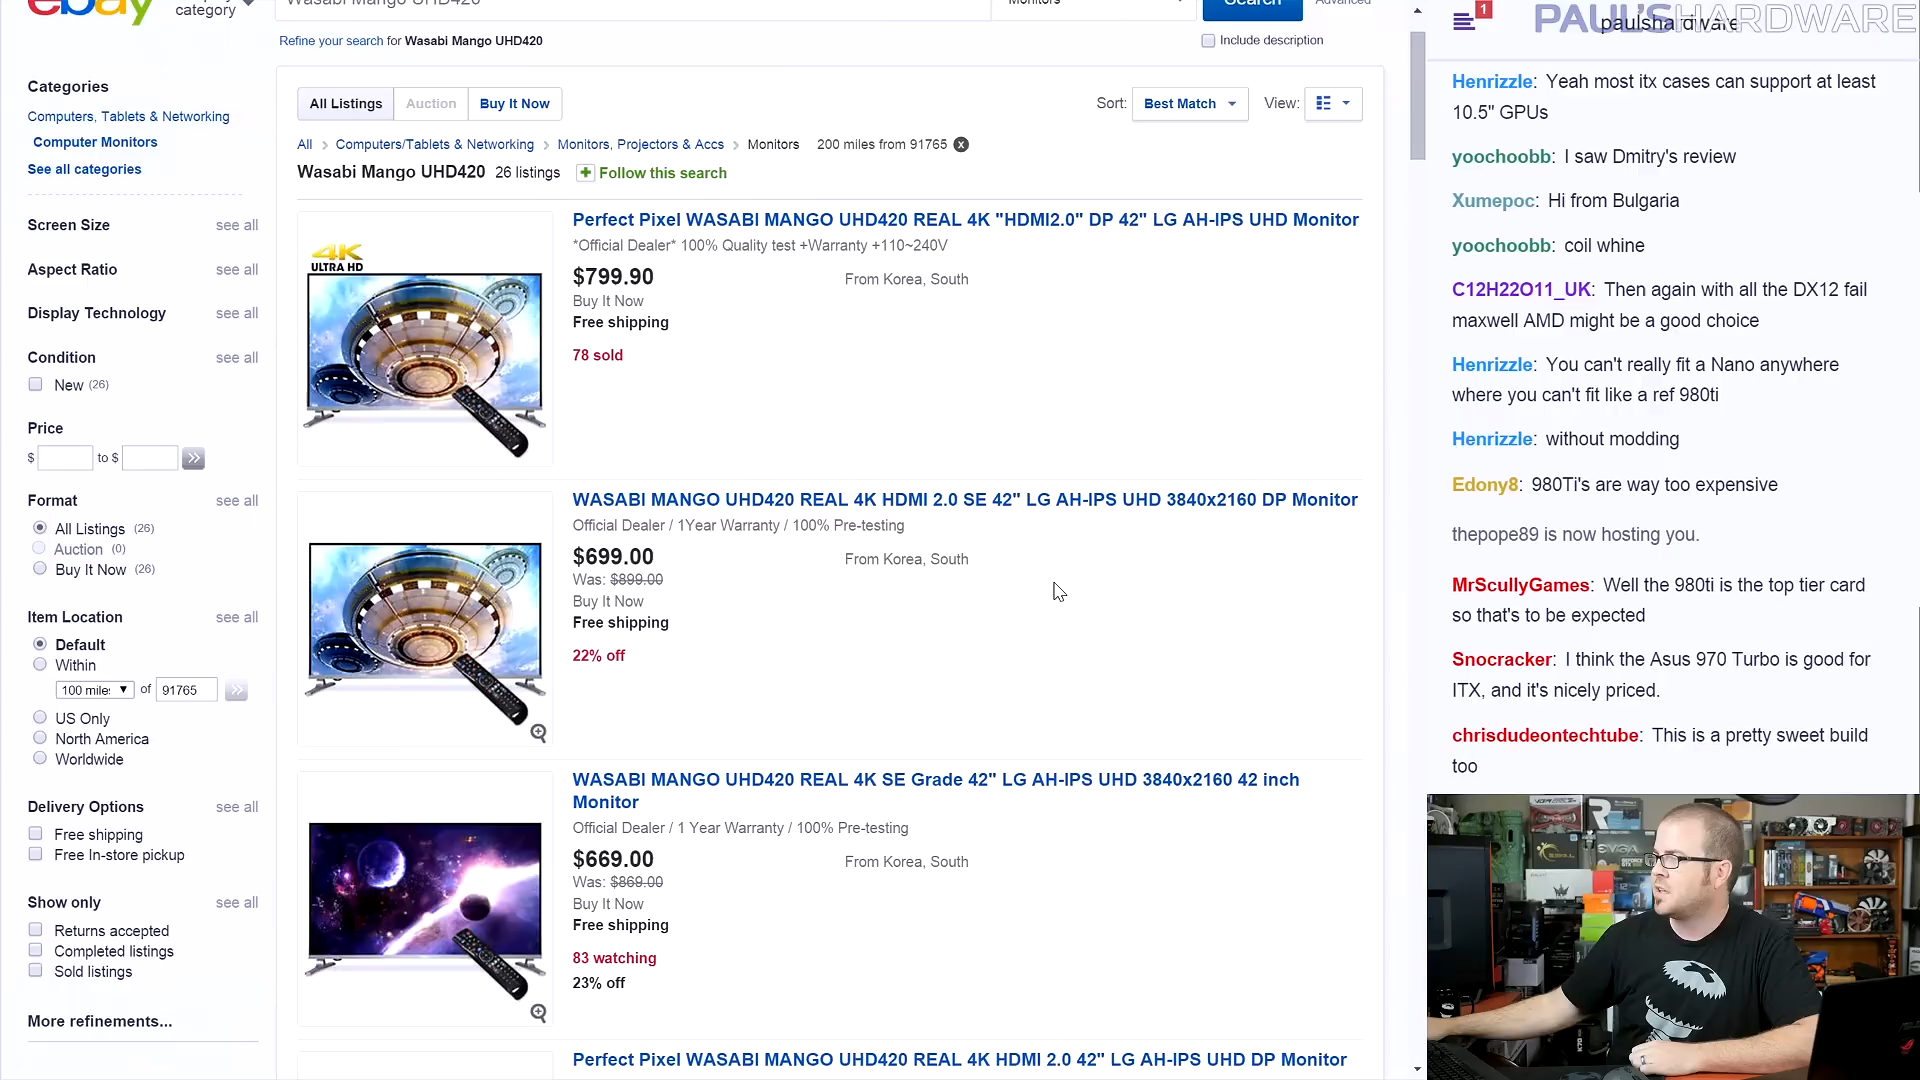 ebay
category
Wasabi Mango UHD420
Monitors
Search
Advanced
Refine your search for Wasabi Mango UHD420
Include description
Categories
Computers, Tablets & Networking
Computer Monitors
See all categories
Screen Size see all
Aspect Ratio see all
Display Technology see all
Condition see all
New (26)
Price
$ to $
Format see all
All Listings (26)
Auction (0)
Buy It Now (26)
Item Location see all
Default
Within
100 miles of 91765
US Only
North America
Worldwide
Delivery Options see all
Free shipping
Free In-store pickup
Show only see all
Returns accepted
Completed listings
Sold listings
More refinements...
All Listings Auction Buy It Now
Sort: Best Match View:
All > Computers/Tablets & Networking > Monitors, Projectors & Accs > Monitors 200 miles from 91765
Wasabi Mango UHD420 26 listings Follow this search
4K
ULTRA HD
Perfect Pixel WASABI MANGO UHD420 REAL 4K "HDMI2.0" DP 42" LG AH-IPS UHD Monitor
*Official Dealer* 100% Quality test +Warranty +110~240V
$799.90 From Korea, South
Buy It Now
Free shipping
78 sold
WASABI MANGO UHD420 REAL 4K HDMI 2.0 SE 42" LG AH-IPS UHD 3840x2160 DP Monitor
Official Dealer / 1Year Warranty / 100% Pre-testing
$699.00 From Korea, South
Was: $899.00
Buy It Now
Free shipping
22% off
WASABI MANGO UHD420 REAL 4K SE Grade 42" LG AH-IPS UHD 3840x2160 42 inch
Monitor
Official Dealer / 1 Year Warranty / 100% Pre-testing
$669.00 From Korea, South
Was: $869.00
Buy It Now
Free shipping
83 watching
23% off
Perfect Pixel WASABI MANGO UHD420 REAL 4K HDMI 2.0 42" LG AH-IPS UHD DP Monitor
1
PAUL'S HARDWARE
paulshardware
Henrizzle: Yeah most itx cases can support at least
10.5" GPUs
yoochoobb: I saw Dmitry's review
Xumepoc: Hi from Bulgaria
yoochoobb: coil whine
C12H22O11_UK: Then again with all the DX12 fail
maxwell AMD might be a good choice
Henrizzle: You can't really fit a Nano anywhere
where you can't fit like a ref 980ti
Henrizzle: without modding
Edony8: 980Ti's are way too expensive
thepope89 is now hosting you.
MrScullyGames: Well the 980ti is the top tier card
so that's to be expected
Snocracker: I think the Asus 970 Turbo is good for
ITX, and it's nicely priced.
chrisdudeontechtube: This is a pretty sweet build
too
EVGA